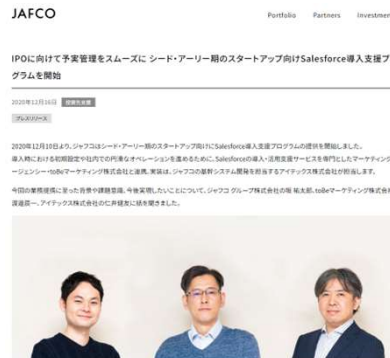 JAFCO
Portfolio Partners Investmen
IPOに向けて予実管理をスムーズに シード・アーリー期のスタートアップ向けSalesforce導入支援プ
グラムを開始
2020年12月16日
プレスリリース
2020年12月10日より、ジャフコはシード・アーリー期のスタートアップ向けにSalesforce導入支援プログラムの提供を開始しました。
導入時における初期設定や社内での円滑なオペレーションを進めるために、Salesforceの導入・活用支援サービスを専門としたマーケティング
ージェンシー・toBeマーケティング株式会社と連携。実装は、ジャフコの基幹システム開発を担当するアイテックス株式会社が担当します。
今回の業務提携に至った背景や課題意識、今後実現したいことについて、ジャフコ グループ株式会社の坂 祐太郎、toBeマーケティング株式会社
渡邉辰一、アイテックス株式会社の仁井健友に話を聞きました。